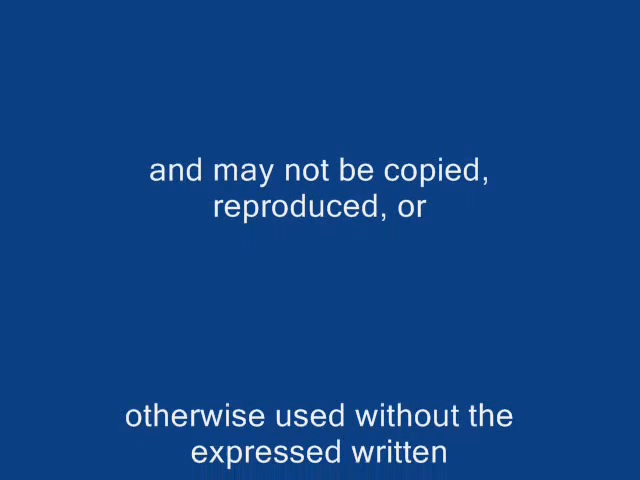 and may not be copied,
reproduced, or
otherwise used without the
expressed written